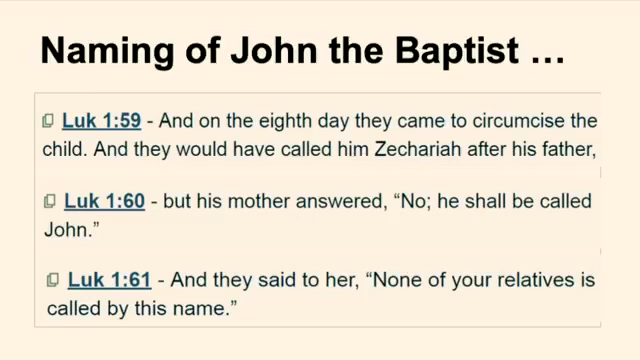 Naming of John the Baptist …
Luk 1:59 - And on the eighth day they came to circumcise the
child. And they would have called him Zechariah after his father,
Luk 1:60 - but his mother answered, “No; he shall be called
John.”
Luk 1:61 - And they said to her, “None of your relatives is
called by this name.”